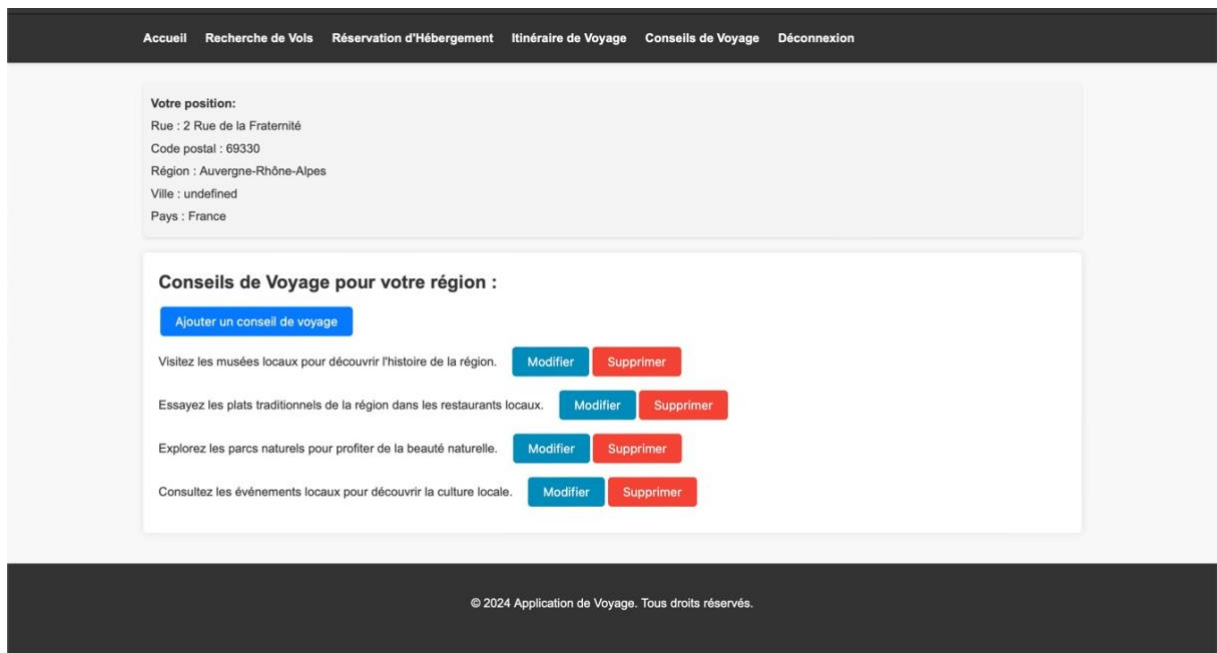 Accueil Recherche de Vols Réservation d'Hébergement Itinéraire de Voyage Conseils de Voyage Déconnexion
Votre position:
Rue : 2 Rue de la Fraternité
Code postal : 69330
Région : Auvergne-Rhône-Alpes
Ville : undefined
Pays : France
Conseils de Voyage pour votre région :
Ajouter un conseil de voyage
Visitez les musées locaux pour découvrir l'histoire de la région. Modifier Supprimer
Essayez les plats traditionnels de la région dans les restaurants locaux. Modifier Supprimer
Explorez les parcs naturels pour profiter de la beauté naturelle. Modifier Supprimer
Consultez les événements locaux pour découvrir la culture locale. Modifier Supprimer
© 2024 Application de Voyage. Tous droits réservés.